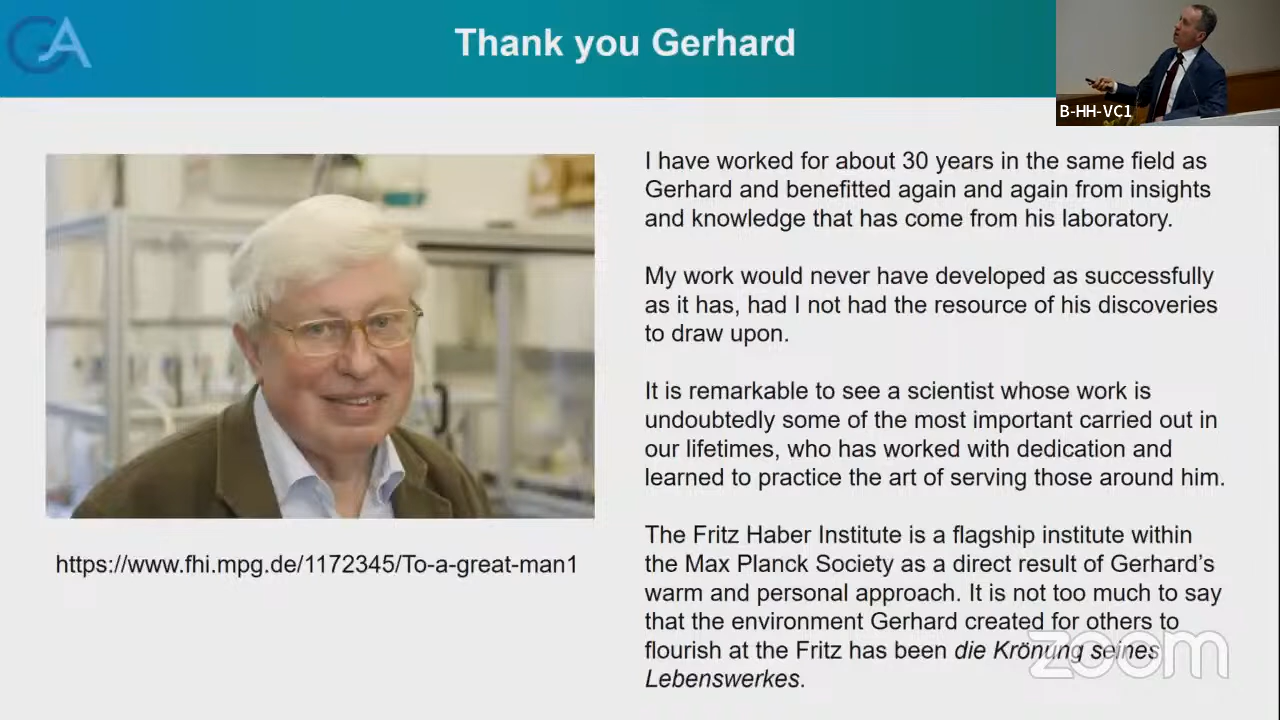 GA
Thank you Gerhard
B-HH-VC1
I have worked for about 30 years in the same field as
Gerhard and benefitted again and again from insights
and knowledge that has come from his laboratory.
My work would never have developed as successfully
as it has, had I not had the resource of his discoveries
to draw upon.
It is remarkable to see a scientist whose work is
undoubtedly some of the most important carried out in
our lifetimes, who has worked with dedication and
learned to practice the art of serving those around him.
The Fritz Haber Institute is a flagship institute within
the Max Planck Society as a direct result of Gerhard’s
warm and personal approach. It is not too much to say
that the environment Gerhard created for others to
flourish at the Fritz has been die Krönung seines
Lebenswerkes.
https://www.fhi.mpg.de/1172345/To-a-great-man1
zoom